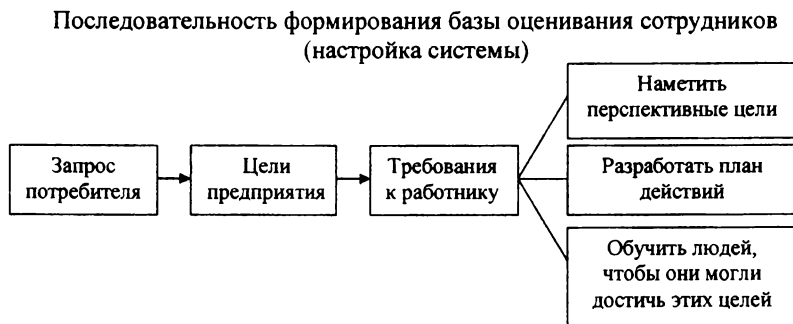 Последовательность формирования базы оценивания сотрудников
(настройка системы)
Запрос
потребителя
Цели
предприятия
Требования
к работнику
Наметить
перспективные цели
Разработать план
действий
Обучить людей,
чтобы они могли
достичь этих целей